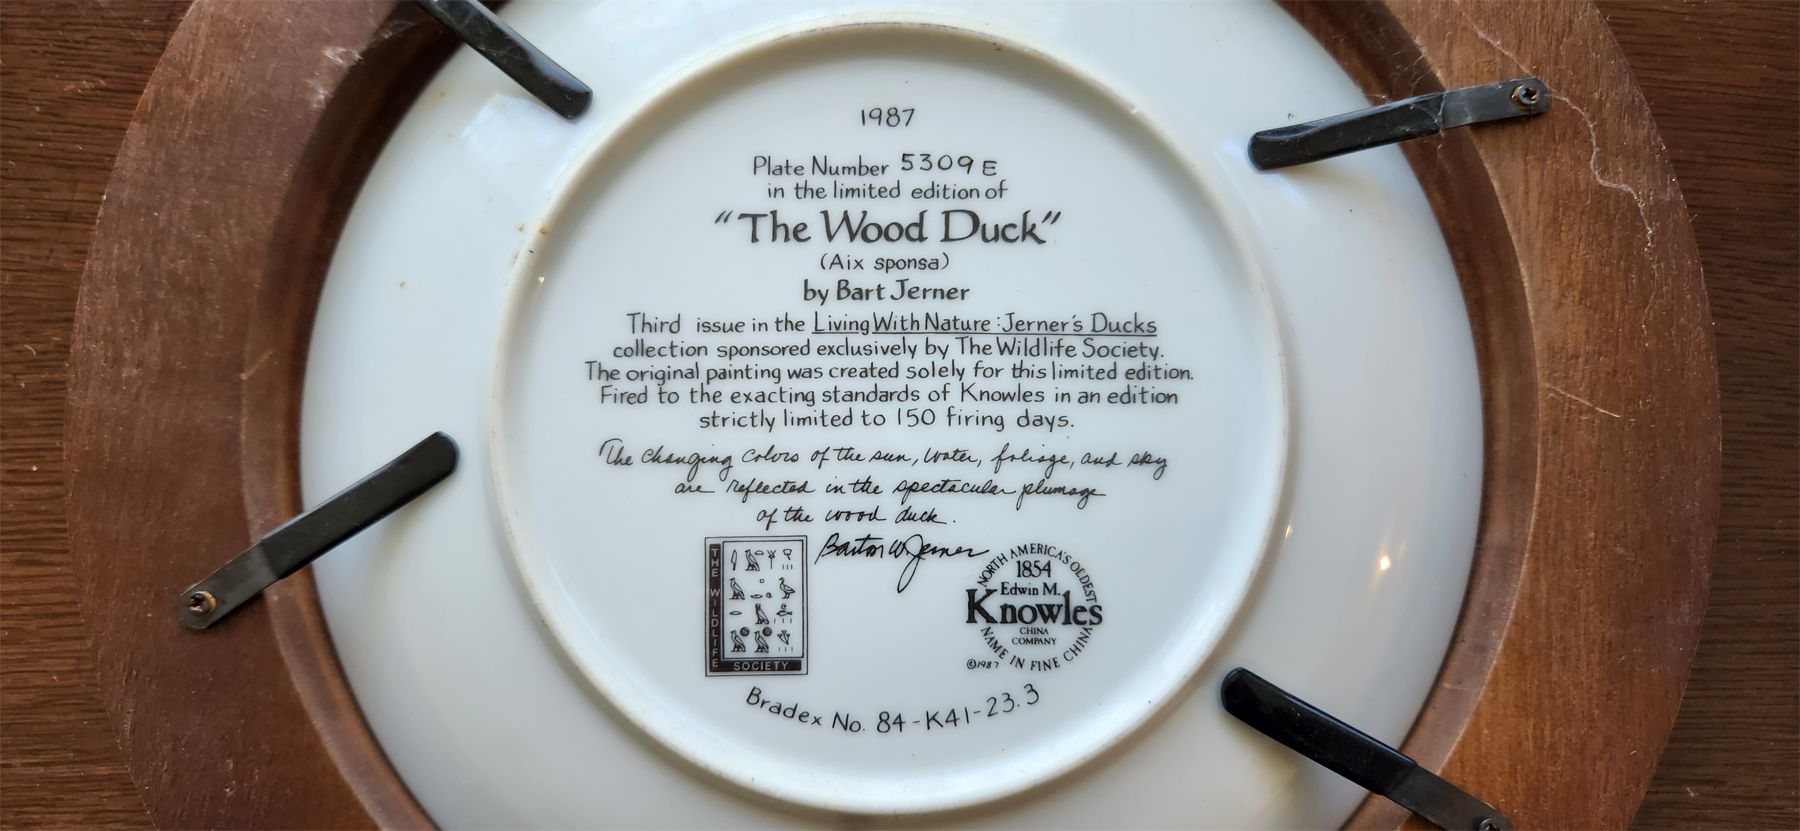 1987
Plate Number 5309E
in the limited edition of
"The Wood Duck"
(Aix sponsa)
by Bart Jerner
Third issue in the Living With Nature: Jerner's Ducks
collection sponsored exclusively by The Wildlife Society.
The original painting was created solely for this limited edition.
Fired to the exacting standards of Knowles in an edition
strictly limited to 150 firing days.
The changing colors of the sun, water, foliage, and sky
are reflected in the spectacular plumage
of the wood duck.
Barton W. Jerner
THE WILDLIFE
SOCIETY
NORTH AMERICA'S OLDEST
1854
Edwin M.
Knowles
CHINA
COMPANY
NAME IN FINE CHINA
©1987
Bradex No. 84-K41-23.3